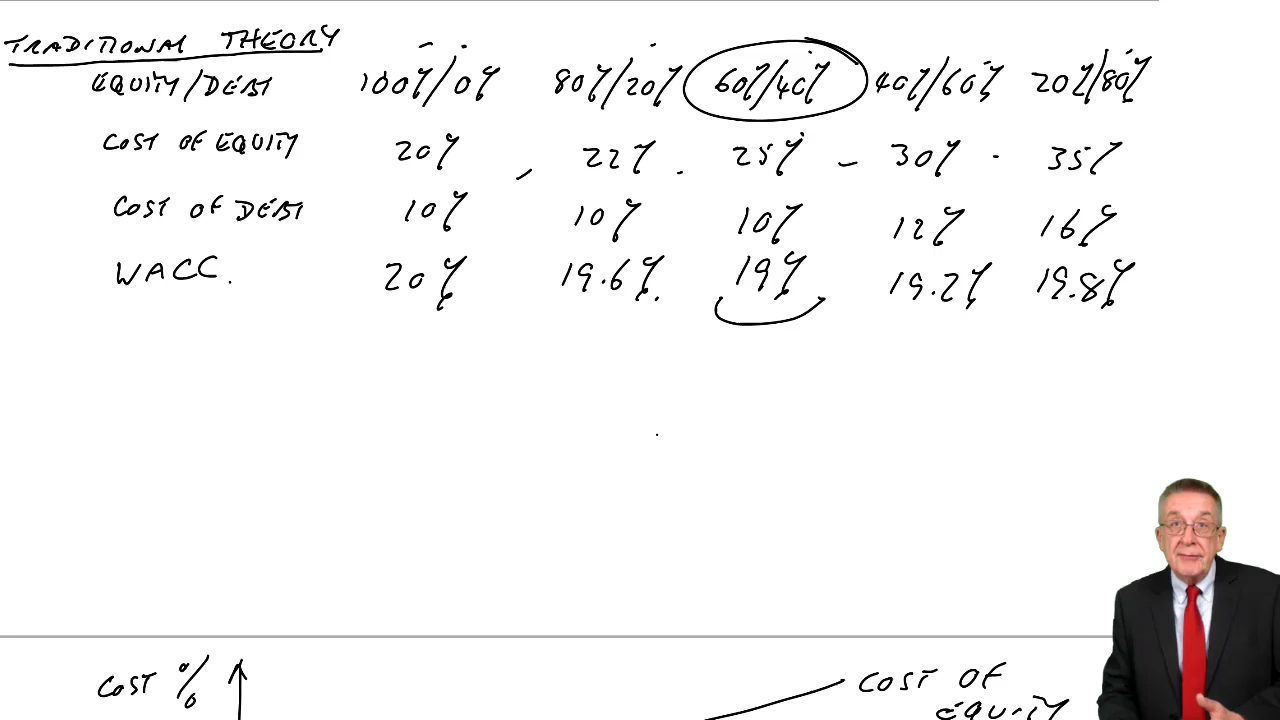 TRADITIONAL THEORY
EQUITY/DEBT 100%/0% 80%/20% 60%/40% 40%/60% 20%/80%
COST OF EQUITY 20% 22% 25% 30% 35%
COST OF DEBT 10% 10% 10% 12% 16%
WACC. 20% 19.6% 19% 19.2% 19.8%
COST % COST OF
EQUITY